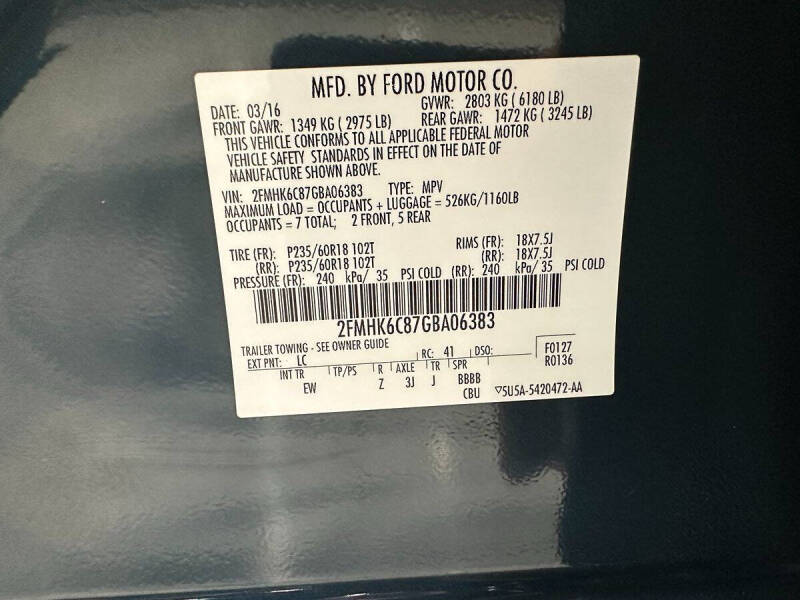 MFD. BY FORD MOTOR CO.
DATE: 03/16 GVWR: 2803 KG ( 6180 LB)
FRONT GAWR: 1349 KG ( 2975 LB) REAR GAWR: 1472 KG ( 3245 LB)
THIS VEHICLE CONFORMS TO ALL APPLICABLE FEDERAL MOTOR
VEHICLE SAFETY STANDARDS IN EFFECT ON THE DATE OF
MANUFACTURE SHOWN ABOVE.
VIN: 2FMHK6C87GBA06383 TYPE: MPV
MAXIMUM LOAD = OCCUPANTS + LUGGAGE = 526KG/1160LB
OCCUPANTS = 7 TOTAL; 2 FRONT, 5 REAR
TIRE (FR): P235/60R18 102T RIMS (FR): 18X7.5J
(RR): P235/60R18 102T (RR): 18X7.5J
PRESSURE (FR): 240 kPa/ 35 PSI COLD (RR): 240 kPa/ 35 PSI COLD
2FMHK6C87GBA06383
TRAILER TOWING - SEE OWNER GUIDE F0127
EXT PNT: LC RC: 41 DSO: R0136
INT TR TP/PS R AXLE TR SPR
EW Z 3J J BBBB
CBU ▽5U5A-5420472-AA